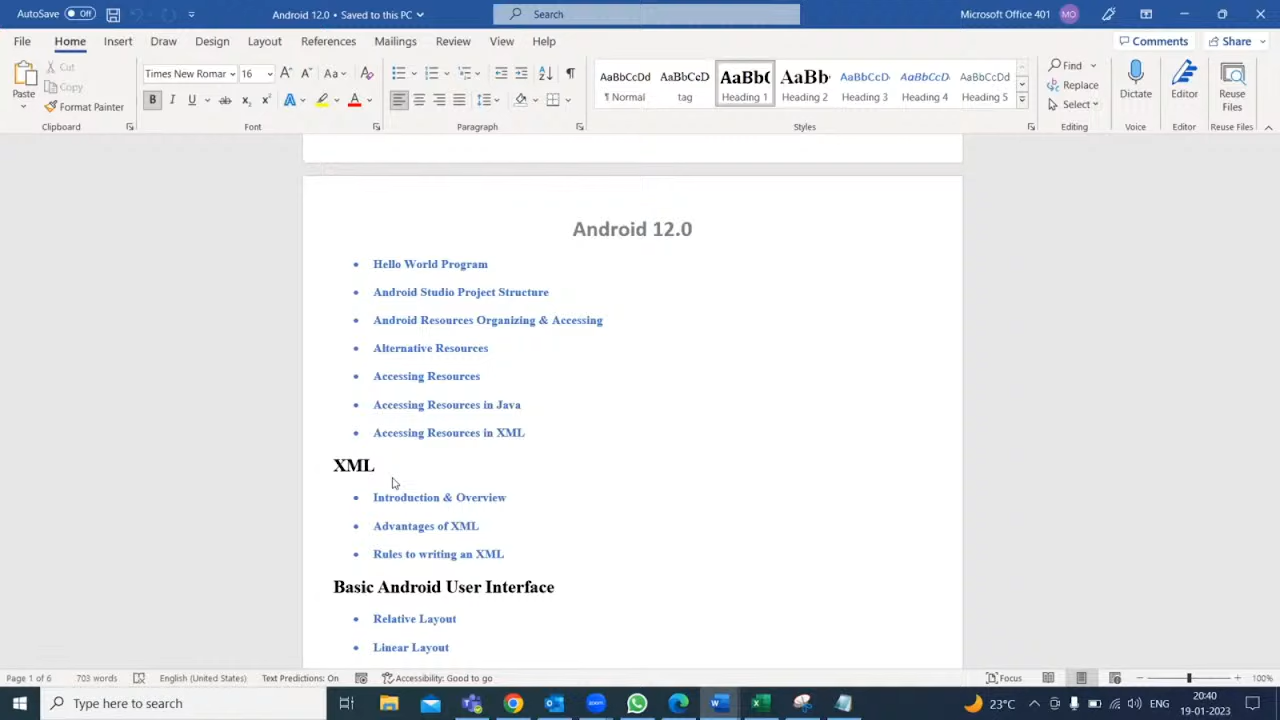 AutoSave Off Android 12.0 • Saved to this PC Search Microsoft Office 401 MO
File Home Insert Draw Design Layout References Mailings Review View Help Comments Share
Paste Cut Copy Format Painter
Times New Roman 16
B I U ab x₂ x² A A
AaBbCcDd AaBbCcD AaBbC AaBb AaBbCcD AaBbCcD AaBbCcDd
¶ Normal tag Heading 1 Heading 2 Heading 3 Heading 4 Heading 5
Find Replace Select
Dictate Editor Reuse Files
Clipboard Font Paragraph Styles Editing Voice Editor Reuse Files
Android 12.0
• Hello World Program
• Android Studio Project Structure
• Android Resources Organizing & Accessing
• Alternative Resources
• Accessing Resources
• Accessing Resources in Java
• Accessing Resources in XML
XML
• Introduction & Overview
• Advantages of XML
• Rules to writing an XML
Basic Android User Interface
• Relative Layout
• Linear Layout
Page 1 of 6 703 words English (United States) Text Predictions: On Accessibility: Good to go Focus 100%
Type here to search zoom 23°C ENG 20:40
19-01-2023